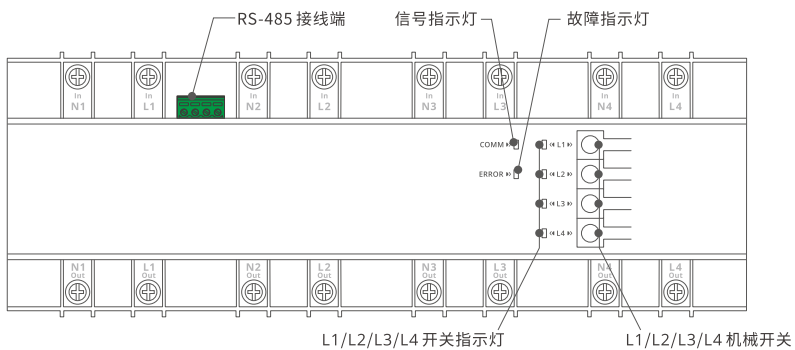 RS-485 接线端 信号指示灯 故障指示灯
In In In In In In In In
N1 L1 N2 L2 N3 L3 N4 L4
COMM L1
ERROR L2
L3
L4
N1 L1 N2 L2 N3 L3 N4 L4
Out Out Out Out Out Out Out Out
L1/L2/L3/L4 开关指示灯 L1/L2/L3/L4 机械开关